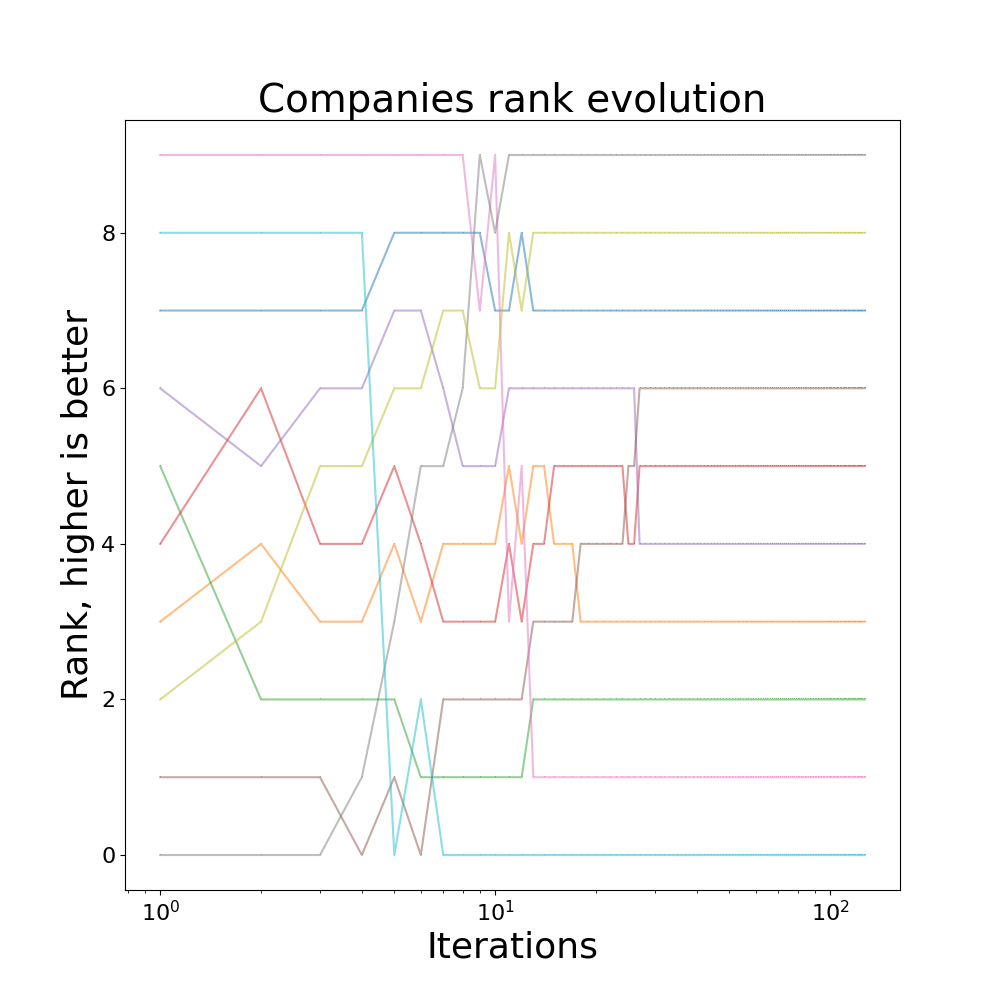 Companies rank evolution
Rank, higher is better
8
6
4
2
0
10⁰
10¹
10²
Iterations